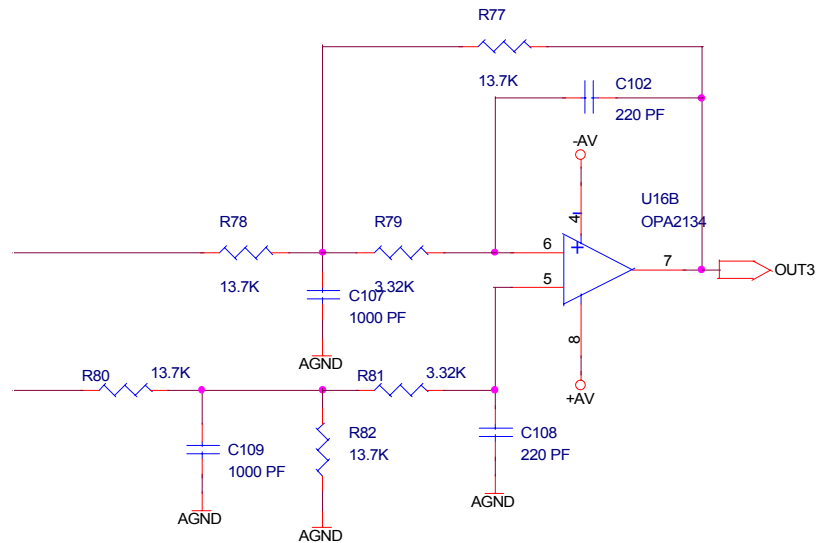 R77
13.7K
C102
220 PF
-AV
U16B
OPA2134
4
R78
R79
6
+
7
OUT3
13.7K
3.32K
5
C107
1000 PF
8
AGND
+AV
R80
13.7K
R81
3.32K
C109
1000 PF
R82
13.7K
C108
220 PF
AGND
AGND
AGND